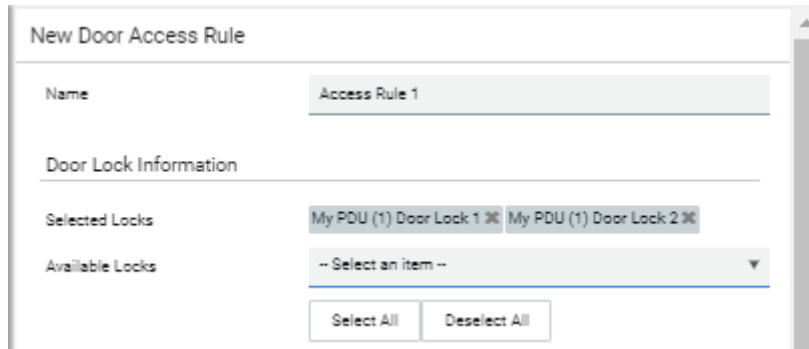 New Door Access Rule
Name Access Rule 1
Door Lock Information
Selected Locks My PDU (1) Door Lock 1 ✖ My PDU (1) Door Lock 2 ✖
Available Locks -- Select an item --
Select All Deselect All